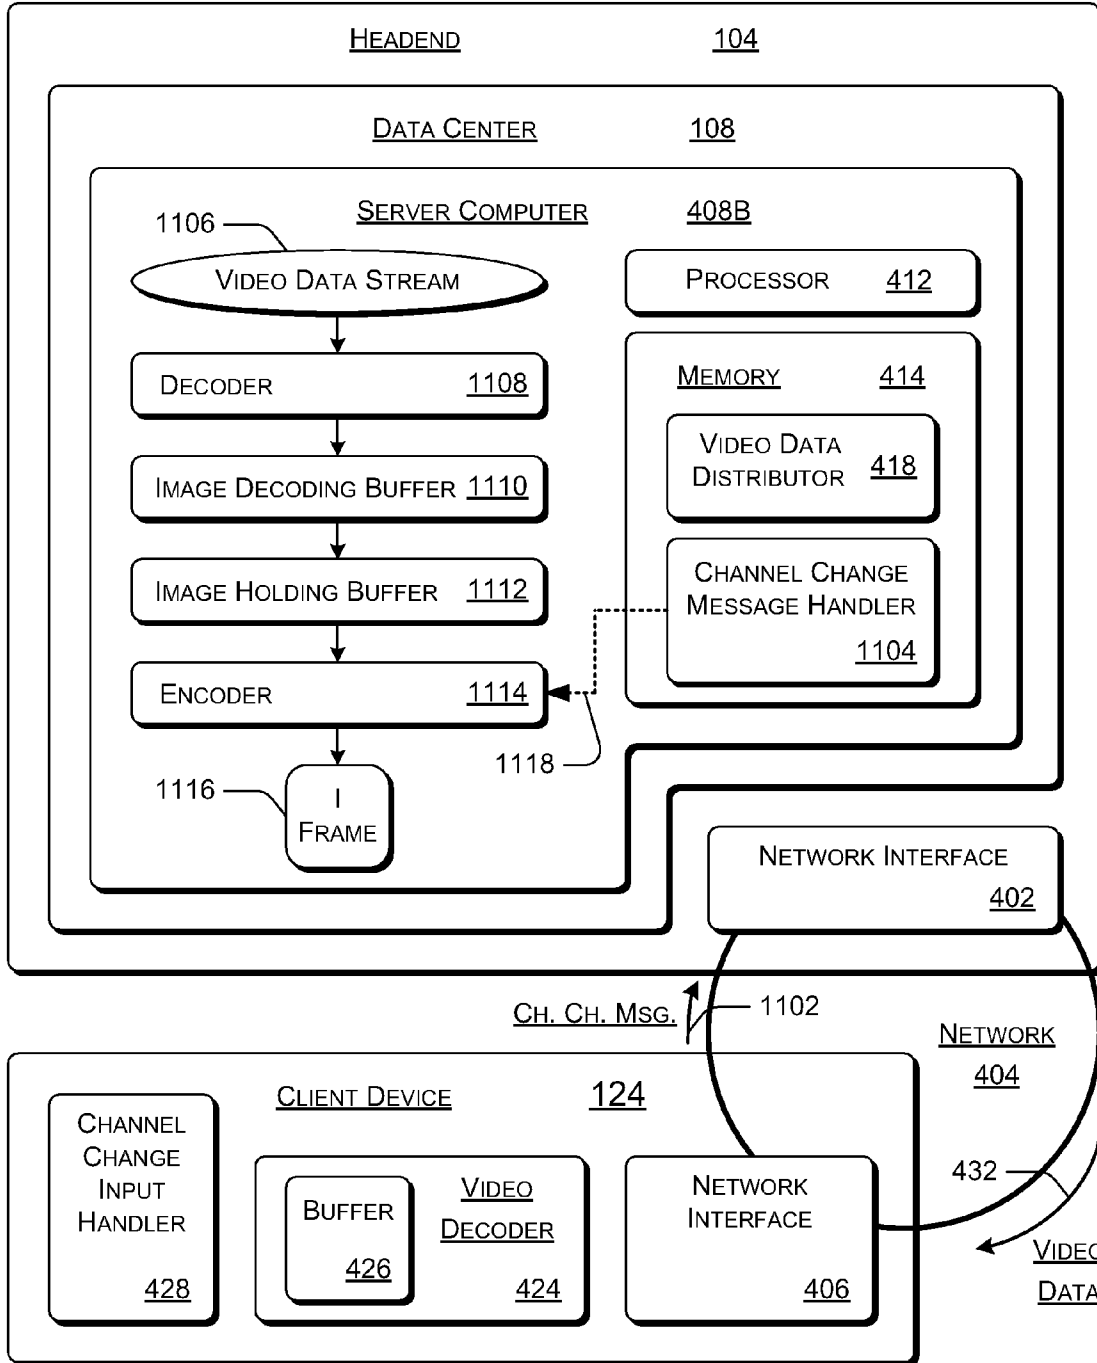 HEADEND 104
DATA CENTER 108
SERVER COMPUTER 408B
1106
VIDEO DATA STREAM
PROCESSOR 412
DECODER 1108
MEMORY 414
VIDEO DATA
DISTRIBUTOR 418
IMAGE DECODING BUFFER 1110
IMAGE HOLDING BUFFER 1112
CHANNEL CHANGE
MESSAGE HANDLER
1104
ENCODER 1114
1118
1116
I
FRAME
NETWORK INTERFACE
402
CH. CH. MSG.
1102
NETWORK
404
CLIENT DEVICE 124
CHANNEL
CHANGE
INPUT
HANDLER
428
BUFFER
426
VIDEO
DECODER
424
NETWORK
INTERFACE
406
432
VIDEO
DATA